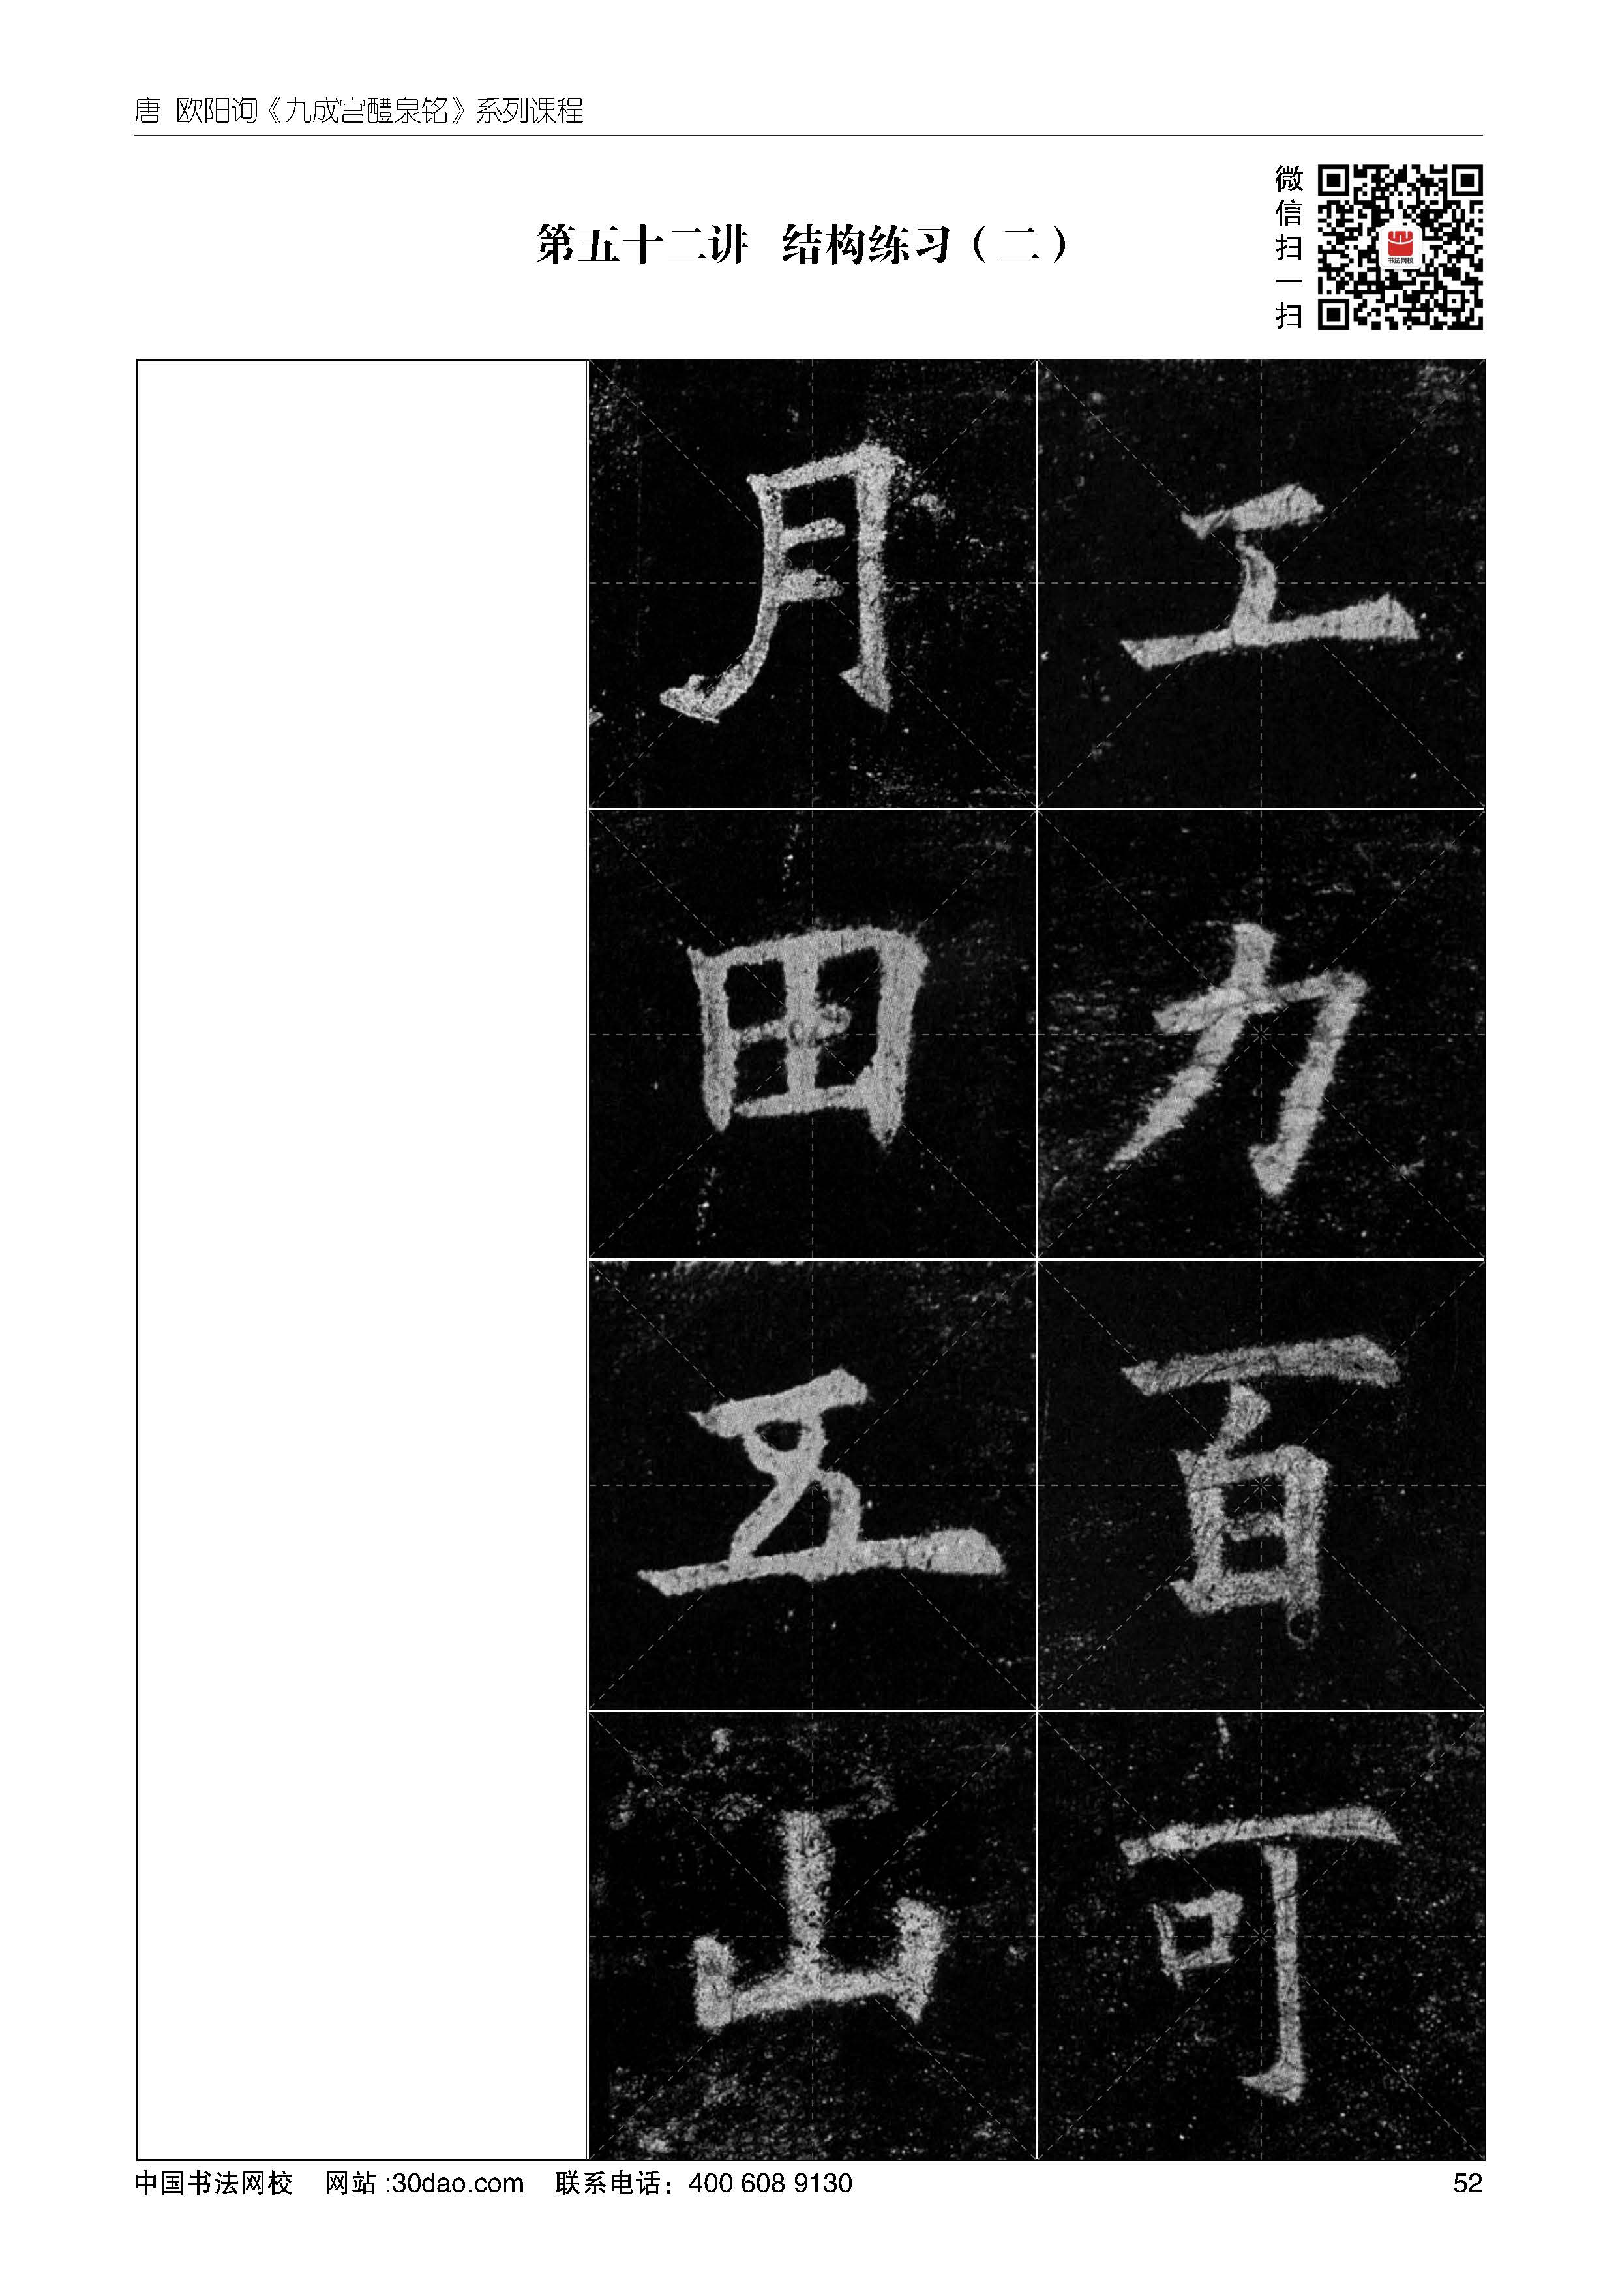 唐 欧阳询《九成宫醴泉铭》系列课程
第五十二讲 结构练习（二）
微信扫一扫
书法网校
工力百可
月田五山
中国书法网校 网站:30dao.com 联系电话：400 608 9130
52